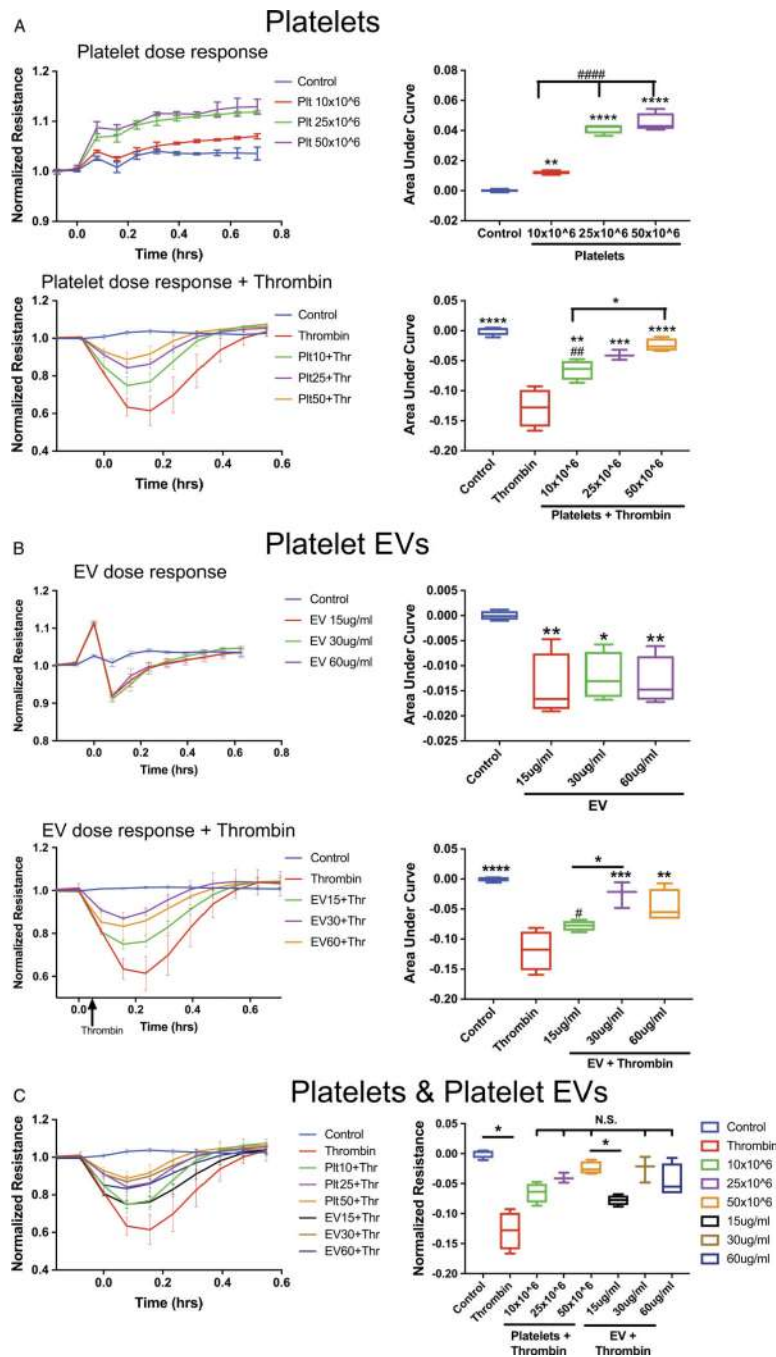 A
Platelets
Platelet dose response
Normalized Resistance
1.2
1.1
1.0
0.9
0.0 0.2 0.4 0.6 0.8
Time (hrs)
Control
Plt 10x10^6
Plt 25x10^6
Plt 50x10^6
Area Under Curve
0.08
0.06
0.04
0.02
0.00
-0.02
####
**
****
****
Control 10x10^6 25x10^6 50x10^6
Platelets
Platelet dose response + Thrombin
Normalized Resistance
1.2
1.0
0.8
0.6
0.4
0.0 0.2 0.4 0.6
Time (hrs)
Control
Thrombin
Plt10+Thr
Plt25+Thr
Plt50+Thr
Area Under Curve
0.05
0.00
-0.05
-0.10
-0.15
-0.20
****
*
**
##
***
****
Control
Thrombin
10x10^6
25x10^6
50x10^6
Platelets + Thrombin
B
Platelet EVs
EV dose response
Normalized Resistance
1.2
1.1
1.0
0.9
0.8
0.0 0.2 0.4 0.6 0.8
Time (hrs)
Control
EV 15ug/ml
EV 30ug/ml
EV 60ug/ml
Area Under Curve
0.005
0.000
-0.005
-0.010
-0.015
-0.020
-0.025
**
*
**
Control
15ug/ml
30ug/ml
60ug/ml
EV
EV dose response + Thrombin
Normalized Resistance
1.2
1.0
0.8
0.6
0.0 0.2 0.4 0.6
Thrombin
Time (hrs)
Control
Thrombin
EV15+Thr
EV30+Thr
EV60+Thr
Area Under Curve
0.05
0.00
-0.05
-0.10
-0.15
-0.20
****
*
#
***
**
Control
Thrombin
15ug/ml
30ug/ml
60ug/ml
EV + Thrombin
C
Platelets & Platelet EVs
Normalized Resistance
1.2
1.0
0.8
0.6
0.4
0.0 0.2 0.4 0.6
Time (hrs)
Control
Thrombin
Plt10+Thr
Plt25+Thr
Plt50+Thr
EV15+Thr
EV30+Thr
EV60+Thr
Normalized Resistance
0.05
0.00
-0.05
-0.10
-0.15
-0.20
*
N.S.
*
Control
Thrombin
10x10^6
25x10^6
50x10^6
15ug/ml
30ug/ml
60ug/ml
Platelets +
Thrombin
EV +
Thrombin
Control
Thrombin
10x10^6
25x10^6
50x10^6
15ug/ml
30ug/ml
60ug/ml